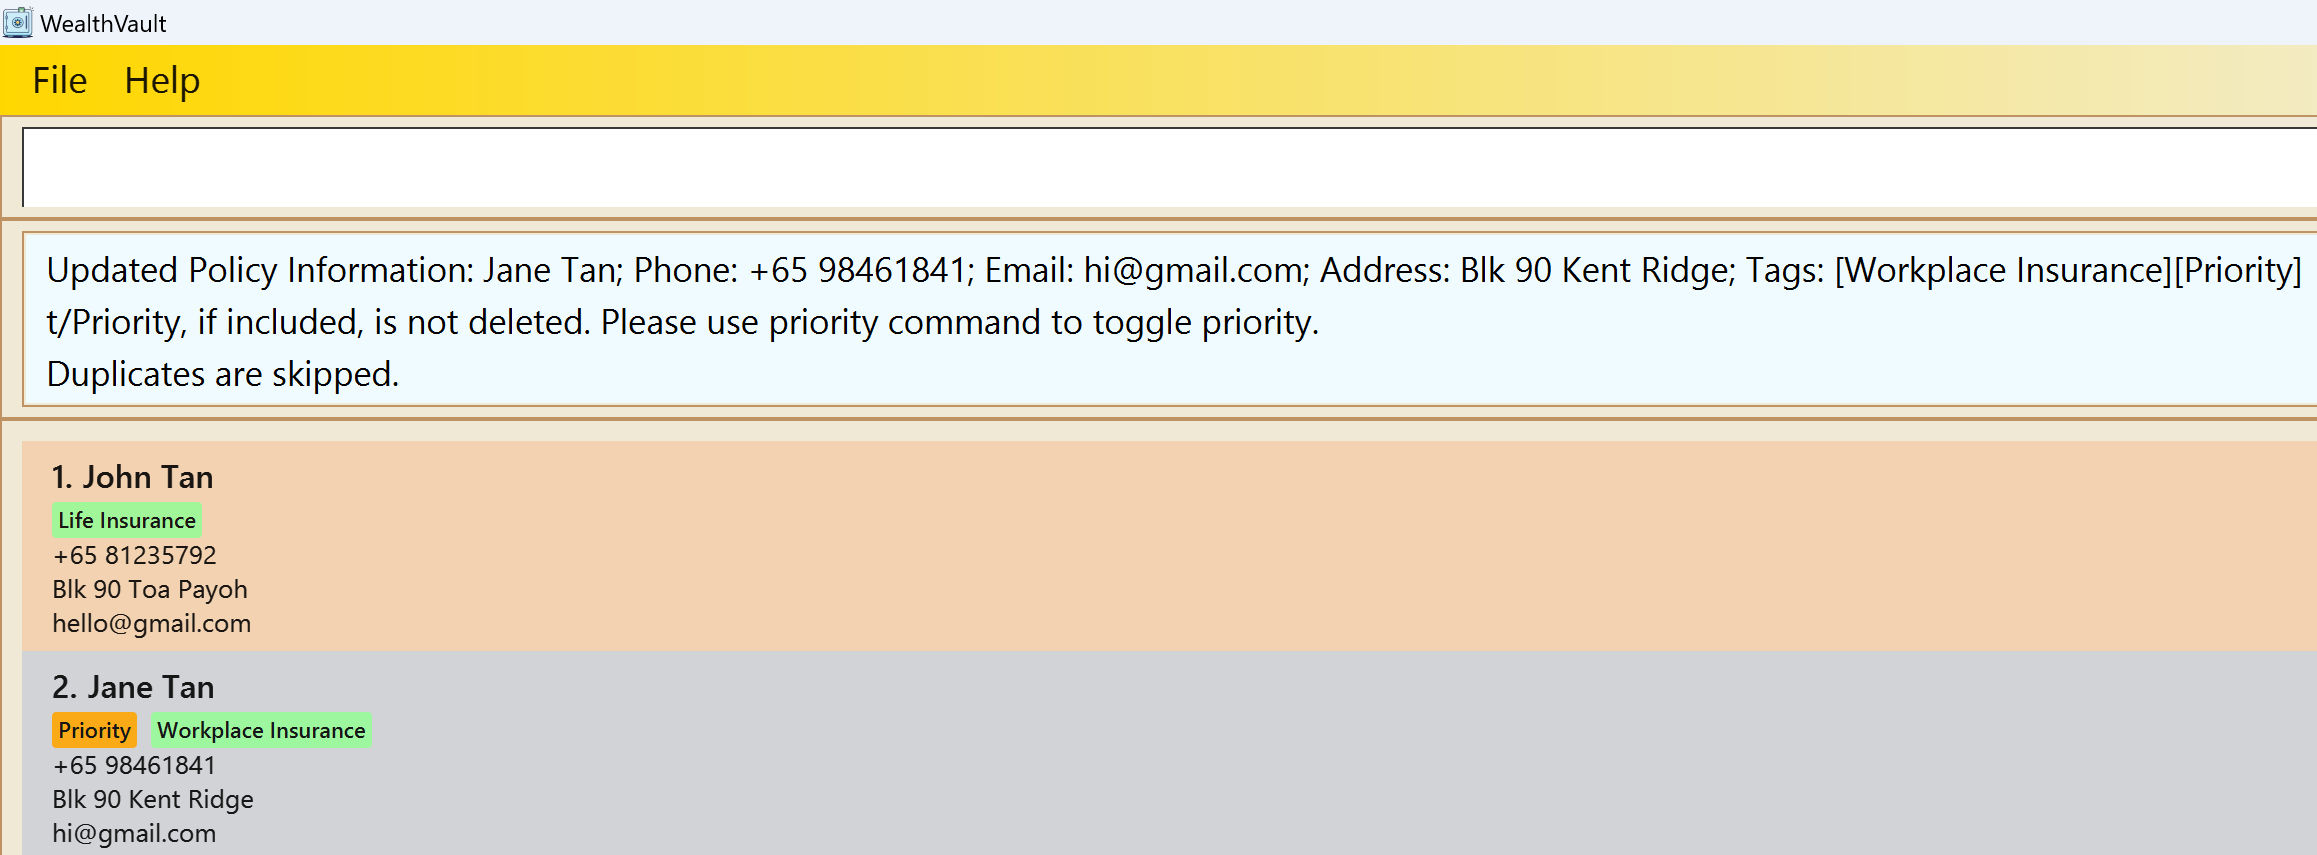 WealthVault
File Help
Updated Policy Information: Jane Tan; Phone: +65 98461841; Email: hi@gmail.com; Address: Blk 90 Kent Ridge; Tags: [Workplace Insurance][Priority]
t/Priority, if included, is not deleted. Please use priority command to toggle priority.
Duplicates are skipped.
1. John Tan
Life Insurance
+65 81235792
Blk 90 Toa Payoh
hello@gmail.com
2. Jane Tan
Priority Workplace Insurance
+65 98461841
Blk 90 Kent Ridge
hi@gmail.com